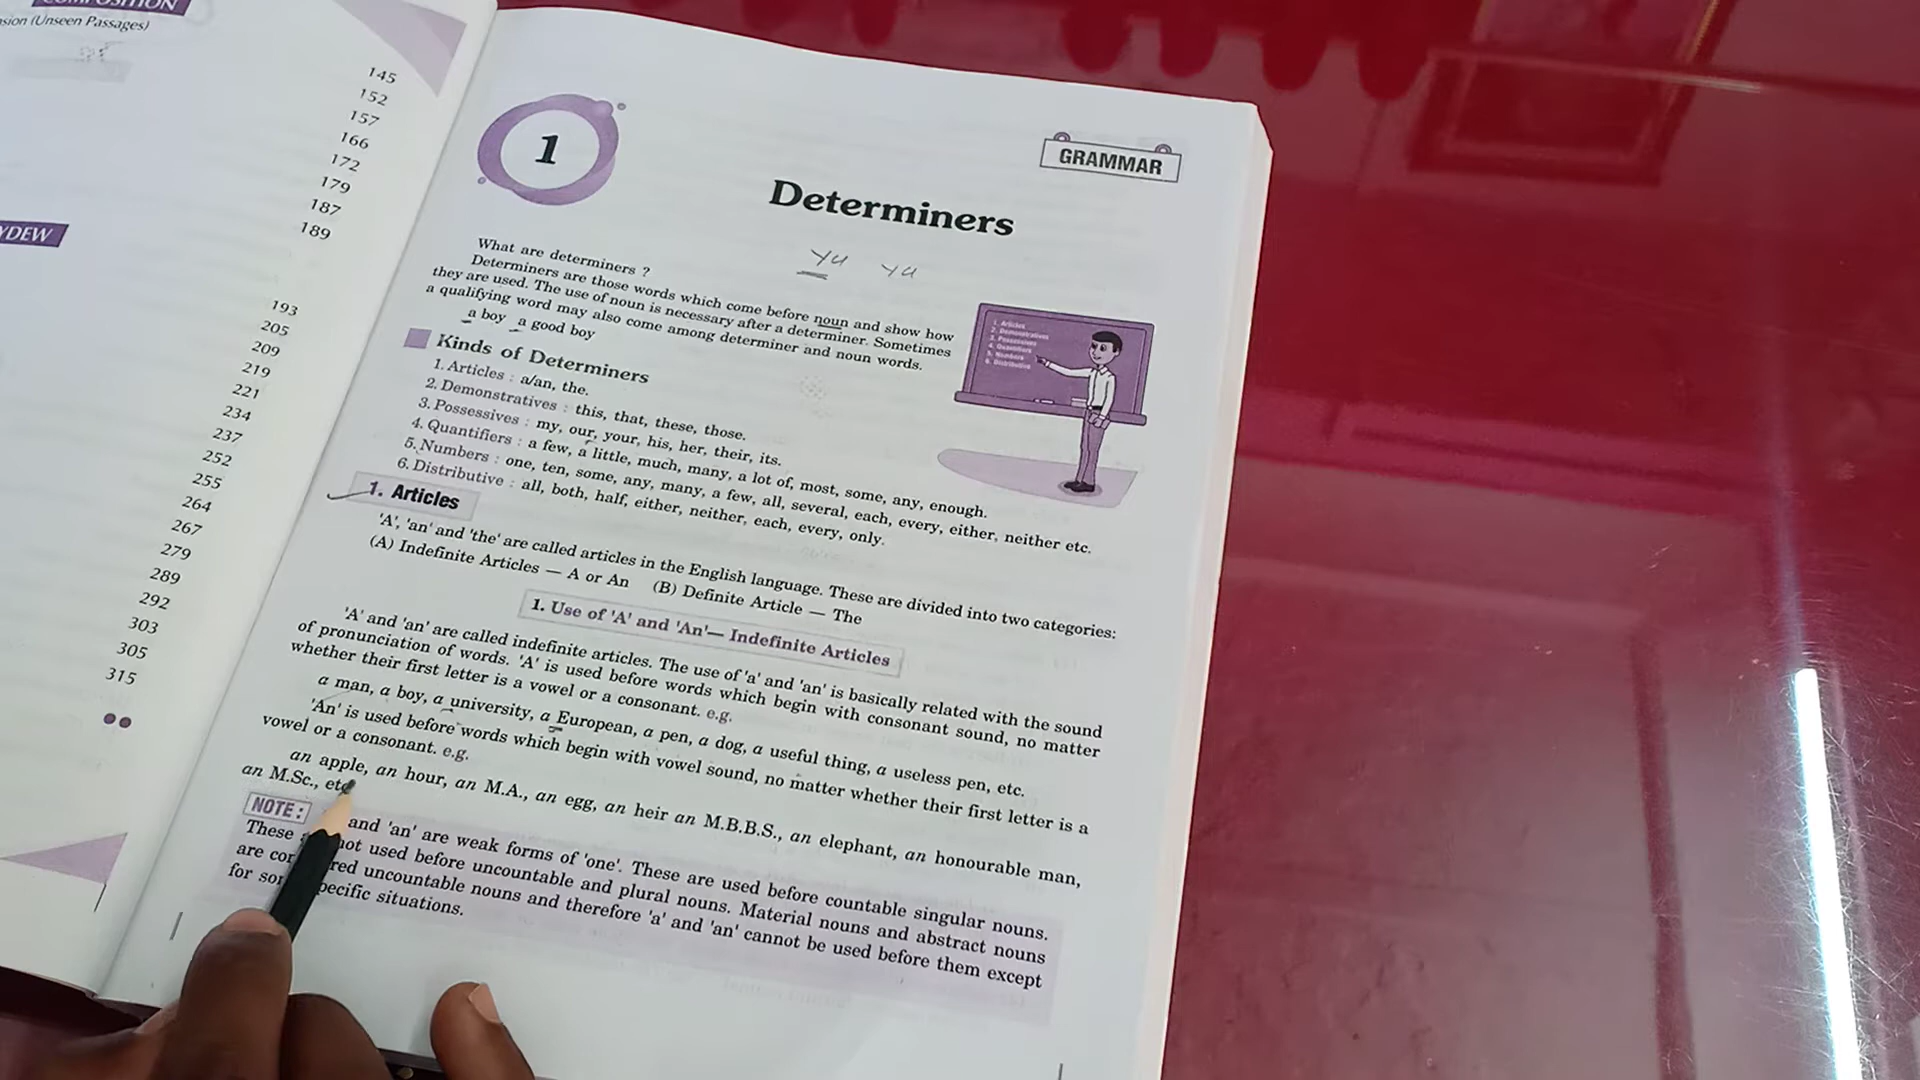 COMPOSITION
sion (Unseen Passages)
145
152
157
166
172
179
187
189
YDEW
193
205
209
219
221
234
237
252
255
264
267
279
289
292
303
305
315
1
GRAMMAR
Determiners
What are determiners ?
Determiners are those words which come before noun and show how
they are used. The use of noun is necessary after a determiner. Sometimes
a qualifying word may also come among determiner and noun words.
a boy a good boy
1. Articles
2. Demonstratives
3. Possessives
4. Quantifiers
5. Numbers
6. Distributive
Kinds of Determiners
1. Articles : a/an, the.
2. Demonstratives : this, that, these, those.
3. Possessives : my, our, your, his, her, their, its.
4. Quantifiers : a few, a little, much, many, a lot of, most, some, any, enough.
5. Numbers : one, ten, some, any, many, a few, all, several, each, every, either, neither etc.
6. Distributive : all, both, half, either, neither, each, every, only.
1. Articles
'A', 'an' and 'the' are called articles in the English language. These are divided into two categories:
(A) Indefinite Articles — A or An (B) Definite Article — The
1. Use of 'A' and 'An'— Indefinite Articles
'A' and 'an' are called indefinite articles. The use of 'a' and 'an' is basically related with the sound
of pronunciation of words. 'A' is used before words which begin with consonant sound, no matter
whether their first letter is a vowel or a consonant. e.g.
a man, a boy, a university, a European, a pen, a dog, a useful thing, a useless pen, etc.
'An' is used before words which begin with vowel sound, no matter whether their first letter is a
vowel or a consonant. e.g.
an apple, an hour, an M.A., an egg, an heir an M.B.B.S., an elephant, an honourable man,
an M.Sc., etc
NOTE :
and 'an' are weak forms of 'one'. These are used before countable singular nouns.
These not used before uncountable and plural nouns. Material nouns and abstract nouns
are uncountable nouns and therefore 'a' and 'an' cannot be used before them except
for situations.